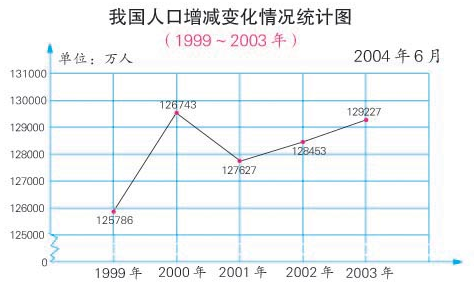 我国人口增减变化情况统计图
(1999～2003年)
单位：万人
2004年6月
131000
130000
129000
128000
127000
126000
125000
0
125786
126743
127627
128453
129227
1999年
2000年
2001年
2002年
2003年